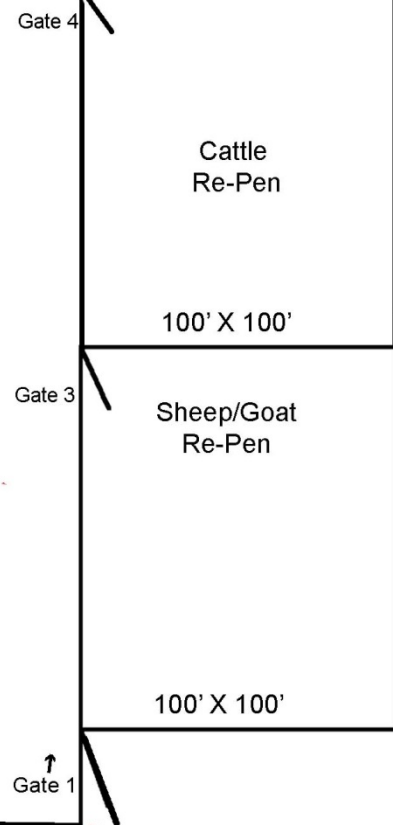 Gate 4
Cattle
Re-Pen
100' X 100'
Gate 3
Sheep/Goat
Re-Pen
100' X 100'
Gate 1